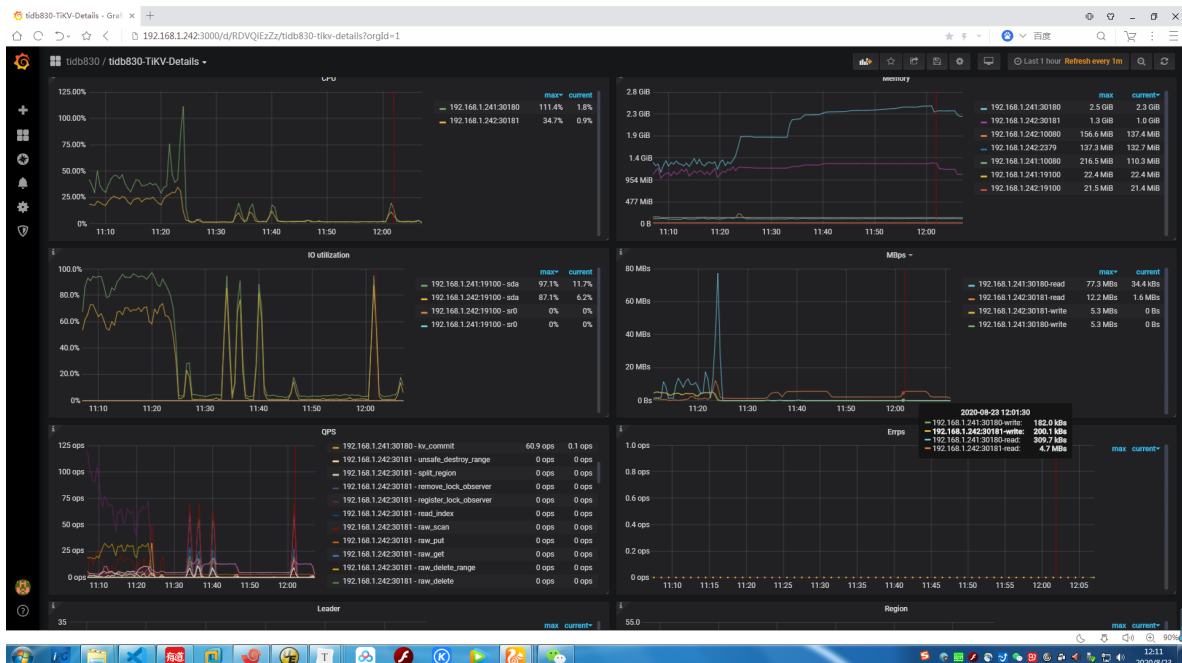 tidb830-TiKV-Details - Graf
192.168.1.242:3000/d/RDVQiEzZz/tidb830-tikv-details?orgId=1
百度
tidb830 / tidb830-TiKV-Details
Last 1 hour Refresh every 1m
CPU
125.00%
100.00%
75.00%
50.00%
25.00%
0%
11:10 11:20 11:30 11:40 11:50 12:00
max current
192.168.1.241:30180 111.4% 1.8%
192.168.1.242:30181 34.7% 0.9%
Memory
2.8 GiB
2.3 GiB
1.9 GiB
1.4 GiB
954 MiB
477 MiB
0 B
11:10 11:20 11:30 11:40 11:50 12:00
max current
192.168.1.241:30180 2.5 GiB 2.3 GiB
192.168.1.242:30181 1.3 GiB 1.0 GiB
192.168.1.242:10080 156.6 MiB 137.4 MiB
192.168.1.242:2379 137.3 MiB 132.7 MiB
192.168.1.241:10080 216.5 MiB 110.3 MiB
192.168.1.241:19100 22.4 MiB 22.4 MiB
192.168.1.242:19100 21.5 MiB 21.4 MiB
IO utilization
100.0%
80.0%
60.0%
40.0%
20.0%
0%
11:10 11:20 11:30 11:40 11:50 12:00
max current
192.168.1.241:19100 - sda 97.1% 11.7%
192.168.1.242:19100 - sda 87.1% 6.2%
192.168.1.242:19100 - sr0 0% 0%
192.168.1.241:19100 - sr0 0% 0%
MBps
80 MBs
60 MBs
40 MBs
20 MBs
0 Bs
11:20 11:30 11:40 11:50 12:00
max current
192.168.1.241:30180-read 77.3 MBs 34.4 kBs
192.168.1.242:30181-read 12.2 MBs 1.6 MBs
192.168.1.242:30181-write 5.3 MBs 0 Bs
192.168.1.241:30180-write 5.3 MBs 0 Bs
2020-08-23 12:01:30
192.168.1.241:30180-write: 182.0 kBs
192.168.1.242:30181-write: 200.1 kBs
192.168.1.241:30180-read: 309.7 kBs
192.168.1.242:30181-read: 4.7 MBs
QPS
125 ops
100 ops
75 ops
50 ops
25 ops
0 ops
11:10 11:20 11:30 11:40 11:50 12:00
192.168.1.241:30180 - kv_commit 60.9 ops 0.1 ops
192.168.1.242:30181 - unsafe_destroy_range 0 ops 0 ops
192.168.1.242:30181 - split_region 0 ops 0 ops
192.168.1.242:30181 - remove_lock_observer 0 ops 0 ops
192.168.1.242:30181 - register_lock_observer 0 ops 0 ops
192.168.1.242:30181 - read_index 0 ops 0 ops
192.168.1.242:30181 - raw_scan 0 ops 0 ops
192.168.1.242:30181 - raw_put 0 ops 0 ops
192.168.1.242:30181 - raw_get 0 ops 0 ops
192.168.1.242:30181 - raw_delete_range 0 ops 0 ops
192.168.1.242:30181 - raw_delete 0 ops 0 ops
Errps
1.0 ops
0.8 ops
0.6 ops
0.4 ops
0.2 ops
0 ops
11:10 11:15 11:20 11:25 11:30 11:35 11:40 11:45 11:50 11:55 12:00 12:05
max current
Leader
35
max current
Region
55.0
max current
90%
有道
12:11
2020/8/23